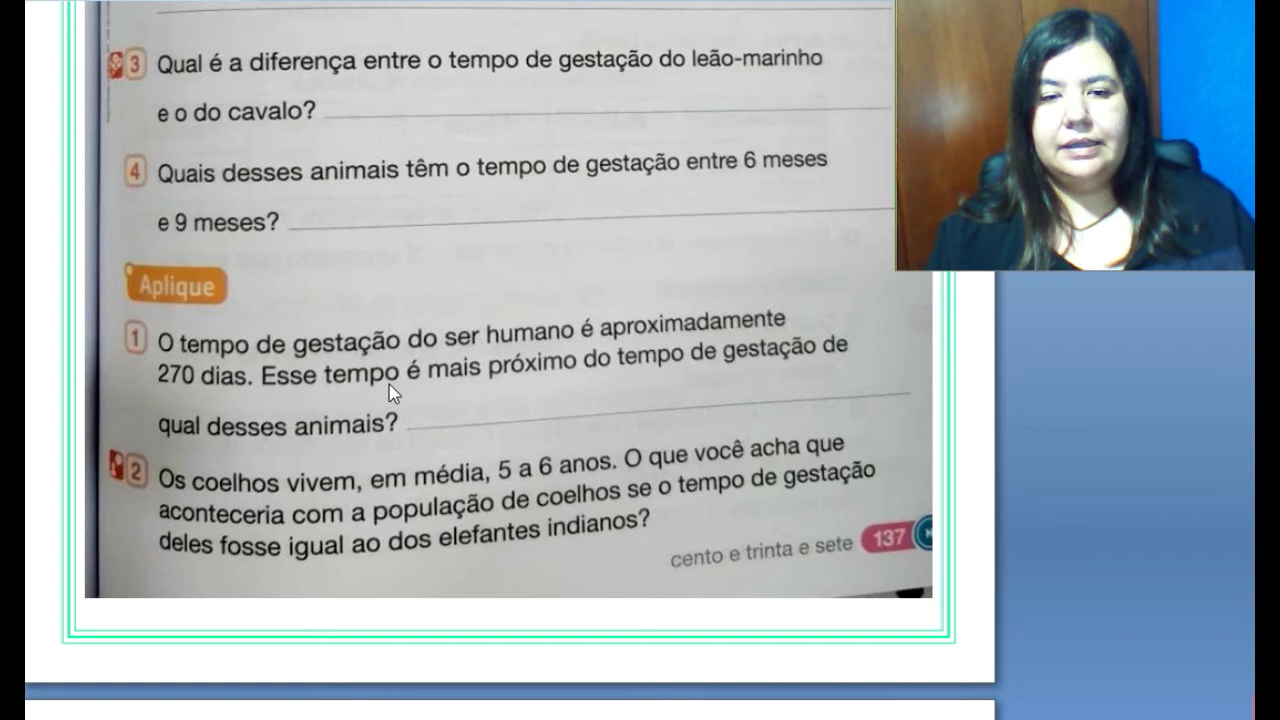 3 Qual é a diferença entre o tempo de gestação do leão-marinho
e o do cavalo?
4 Quais desses animais têm o tempo de gestação entre 6 meses
e 9 meses?
Aplique
1 O tempo de gestação do ser humano é aproximadamente
270 dias. Esse tempo é mais próximo do tempo de gestação de
qual desses animais?
2 Os coelhos vivem, em média, 5 a 6 anos. O que você acha que
aconteceria com a população de coelhos se o tempo de gestação
deles fosse igual ao dos elefantes indianos?
cento e trinta e sete 137